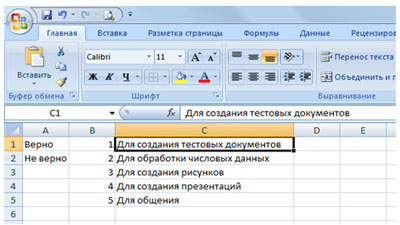 Главная Вставка Разметка страницы Формулы Данные Рецензиро
Вставить
Calibri 11 A A
Перенос текста
Ж К Ч A
Объединить и п
Буфер обмена Шрифт Выравнивание
C1 fx Для создания тестовых документов
A B C D E
1 Верно 1 Для создания тестовых документов
2 Не верно 2 Для обработки числовых данных
3 3 Для создания рисунков
4 4 Для создания презентаций
5 5 Для общения
6